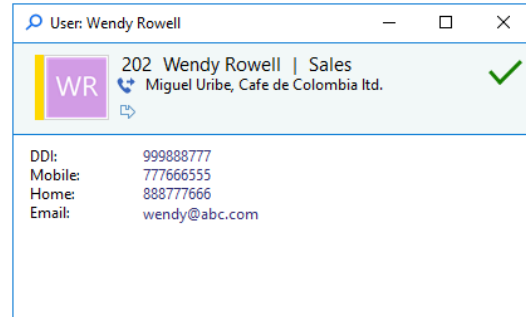 User: Wendy Rowell
202 Wendy Rowell | Sales
WR
Miguel Uribe, Cafe de Colombia ltd.
DDI: 999888777
Mobile: 777666555
Home: 888777666
Email: wendy@abc.com